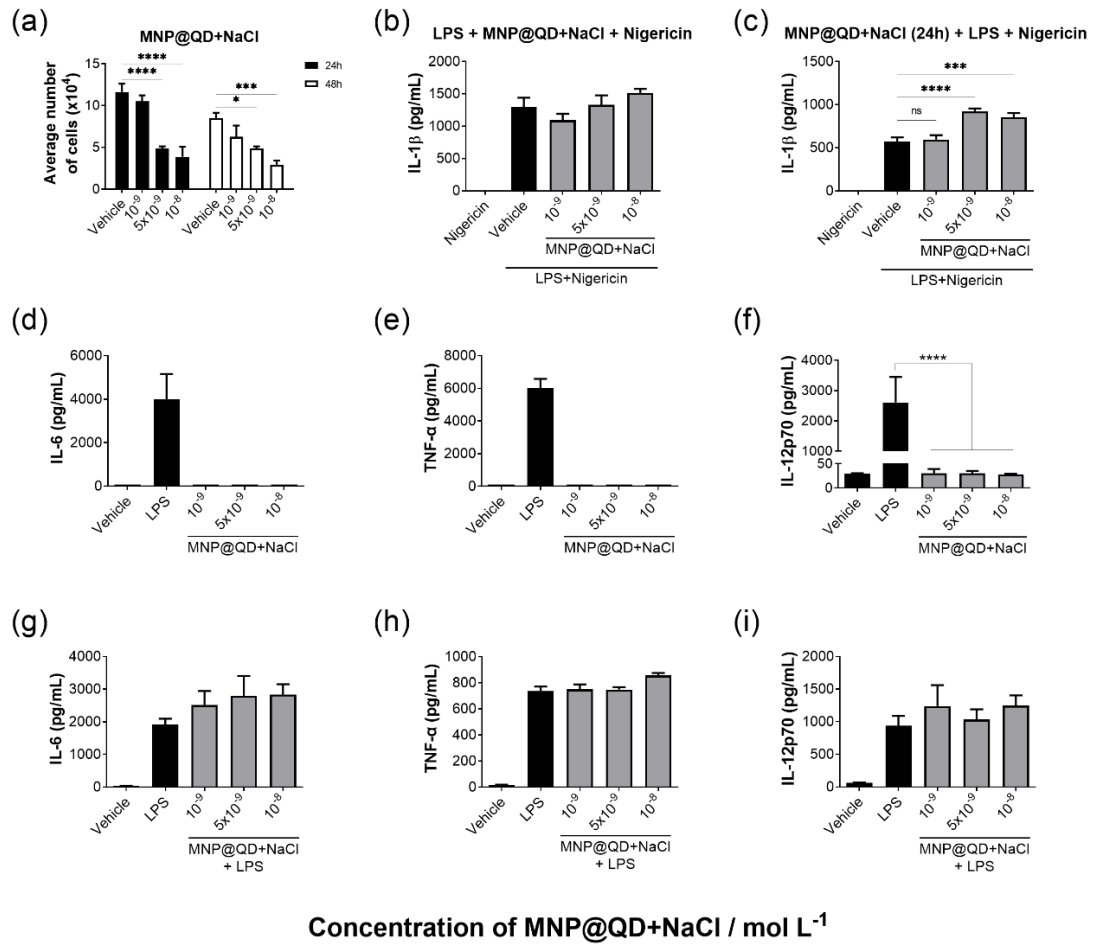 (a)
MNP@QD+NaCl
24h
48h
****
****
***
*
Average number
of cells (x10⁴)
15
10
5
0
Vehicle
10⁻⁹
5x10⁻⁹
10⁻⁸
Vehicle
10⁻⁹
5x10⁻⁹
10⁻⁸
(b)
LPS + MNP@QD+NaCl + Nigericin
IL-1β (pg/mL)
2000
1500
1000
500
0
Nigericin
Vehicle
10⁻⁹
5x10⁻⁹
10⁻⁸
MNP@QD+NaCl
LPS+Nigericin
(c)
MNP@QD+NaCl (24h) + LPS + Nigericin
***
****
ns
IL-1β (pg/mL)
1500
1000
500
0
Nigericin
Vehicle
10⁻⁹
5x10⁻⁹
10⁻⁸
MNP@QD+NaCl
LPS+Nigericin
(d)
IL-6 (pg/mL)
6000
4000
2000
0
Vehicle
LPS
10⁻⁹
5x10⁻⁹
10⁻⁸
MNP@QD+NaCl
(e)
TNF-α (pg/mL)
8000
6000
4000
2000
0
Vehicle
LPS
10⁻⁹
5x10⁻⁹
10⁻⁸
MNP@QD+NaCl
(f)
****
IL-12p70 (pg/mL)
4000
3000
2000
1000
50
0
Vehicle
LPS
10⁻⁹
5x10⁻⁹
10⁻⁸
MNP@QD+NaCl
(g)
IL-6 (pg/mL)
4000
3000
2000
1000
0
Vehicle
LPS
10⁻⁹
5x10⁻⁹
10⁻⁸
MNP@QD+NaCl
+ LPS
(h)
TNF-α (pg/mL)
1000
800
600
400
200
0
Vehicle
LPS
10⁻⁹
5x10⁻⁹
10⁻⁸
MNP@QD+NaCl
+ LPS
(i)
IL-12p70 (pg/mL)
2000
1500
1000
500
0
Vehicle
LPS
10⁻⁹
5x10⁻⁹
10⁻⁸
MNP@QD+NaCl
+ LPS
Concentration of MNP@QD+NaCl / mol L⁻¹